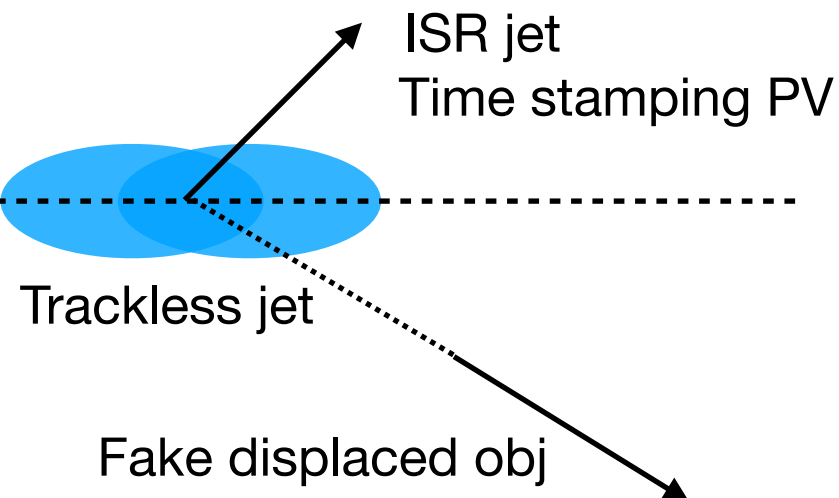 ISR jet
Time stamping PV
Trackless jet
Fake displaced obj